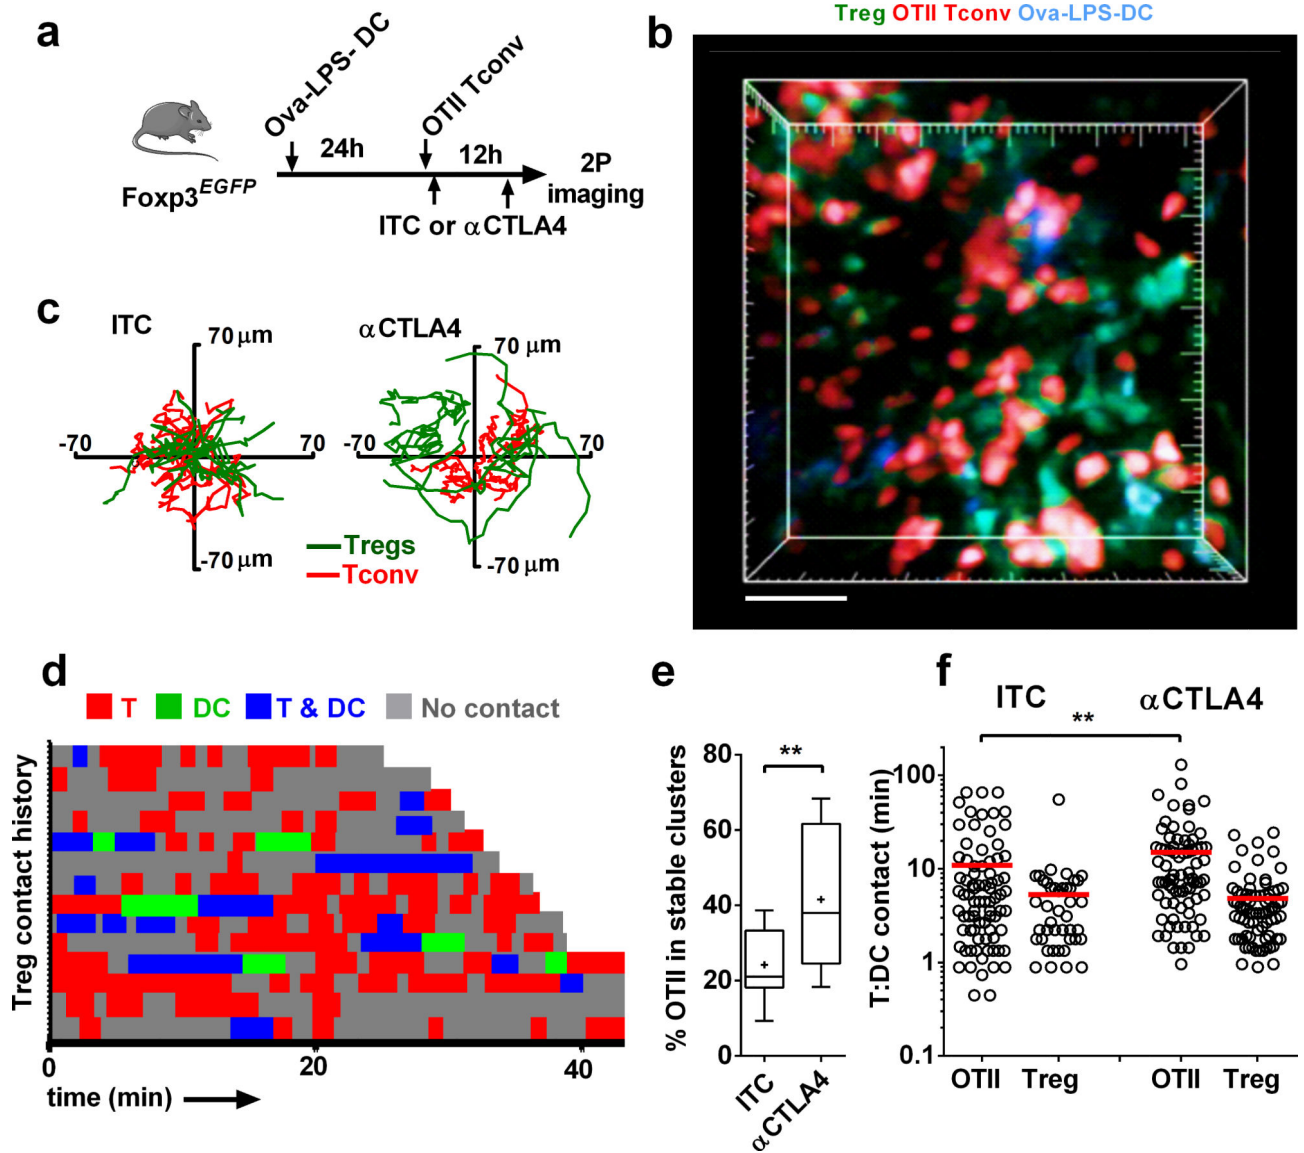 a
Ova-LPS- DC
OTII Tconv
24h
12h
2P
imaging
Foxp3EGFP
ITC or αCTLA4
b
Treg OTII Tconv Ova-LPS-DC
c
ITC
70 μm
-70
70
-70 μm
αCTLA4
70 μm
-70
70
-70 μm
Tregs
Tconv
d
T
DC
T & DC
No contact
Treg contact history
0
20
40
time (min)
e
% OTII in stable clusters
80
60
40
20
0
**
ITC
αCTLA4
f
ITC
αCTLA4
**
T:DC contact (min)
100
10
1
0.1
OTII
Treg
OTII
Treg